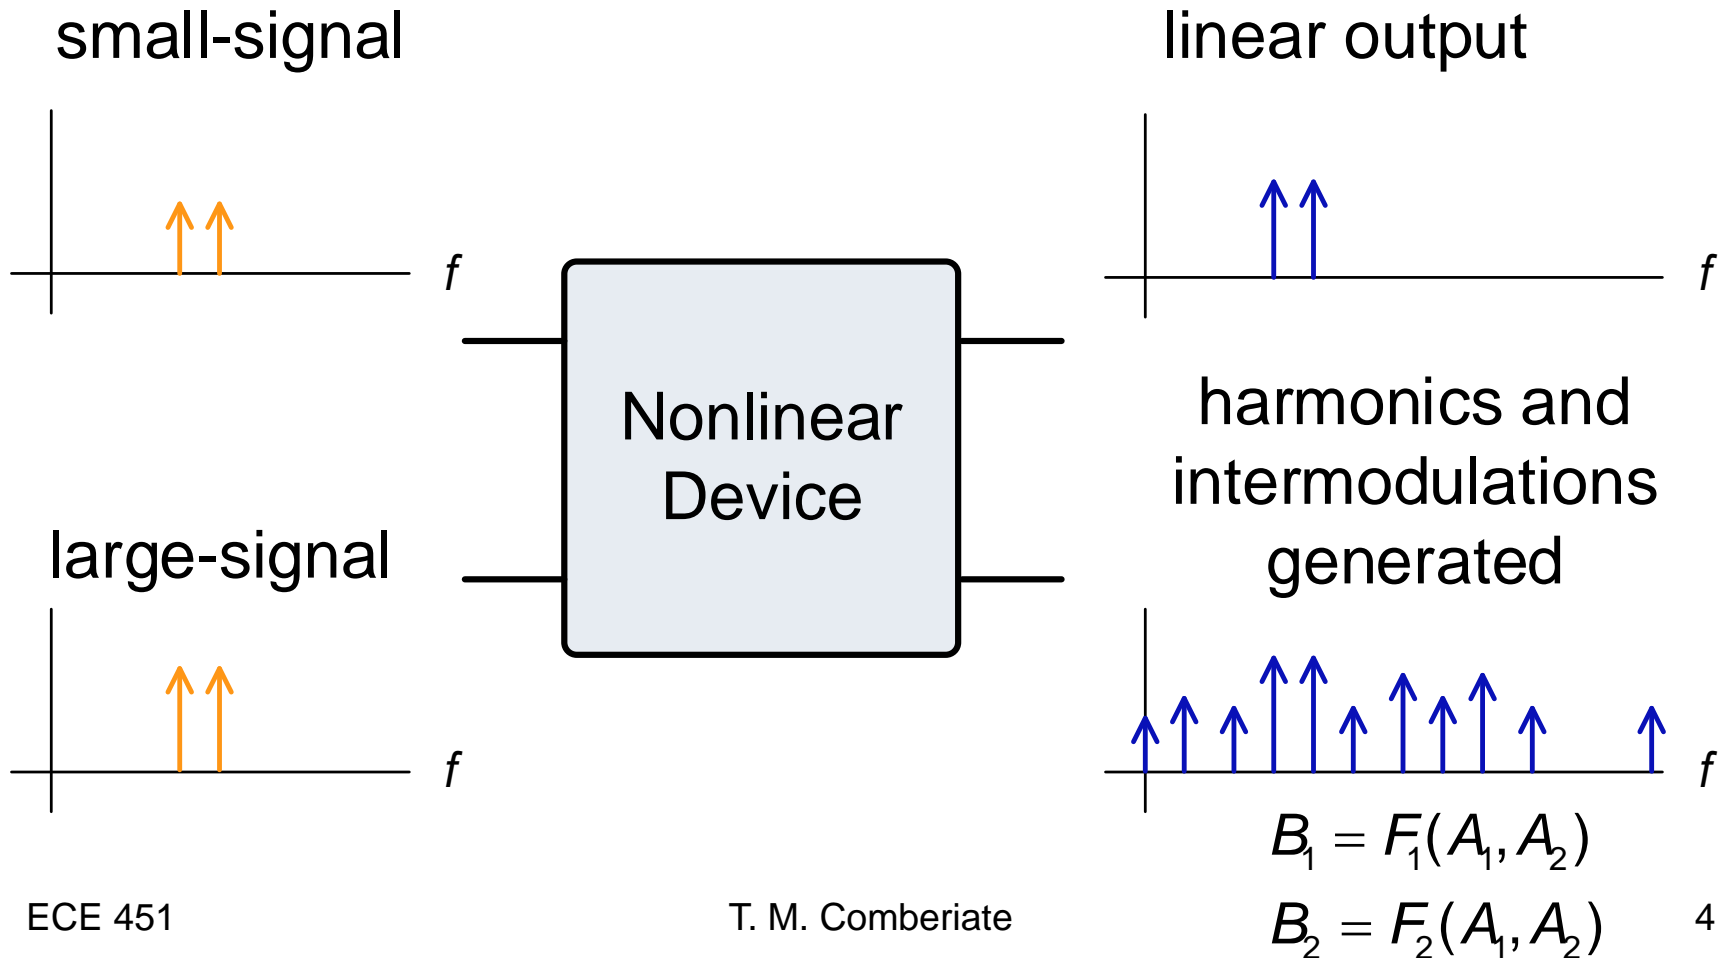 small-signal
linear output
f
f
Nonlinear
Device
harmonics and
intermodulations
generated
large-signal
f
f
B₁ = F₁(A₁, A₂)
B₂ = F₂(A₁, A₂)
ECE 451
T. M. Comberiate
4